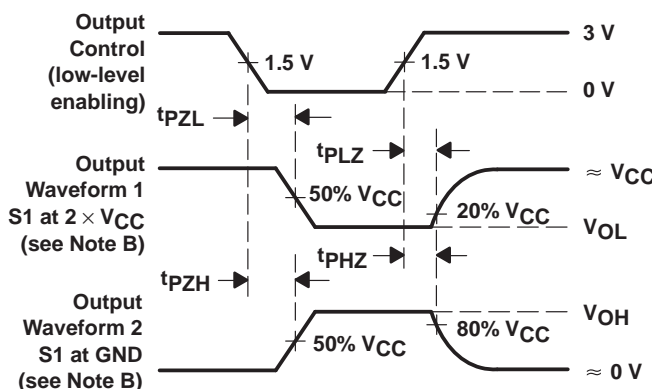 Output
Control
(low-level
enabling)
1.5 V
1.5 V
3 V
0 V
tPZL
tPLZ
Output
Waveform 1
S1 at 2 × VCC
(see Note B)
50% VCC
20% VCC
≈ VCC
VOL
tPZH
tPHZ
Output
Waveform 2
S1 at GND
(see Note B)
50% VCC
80% VCC
VOH
≈ 0 V